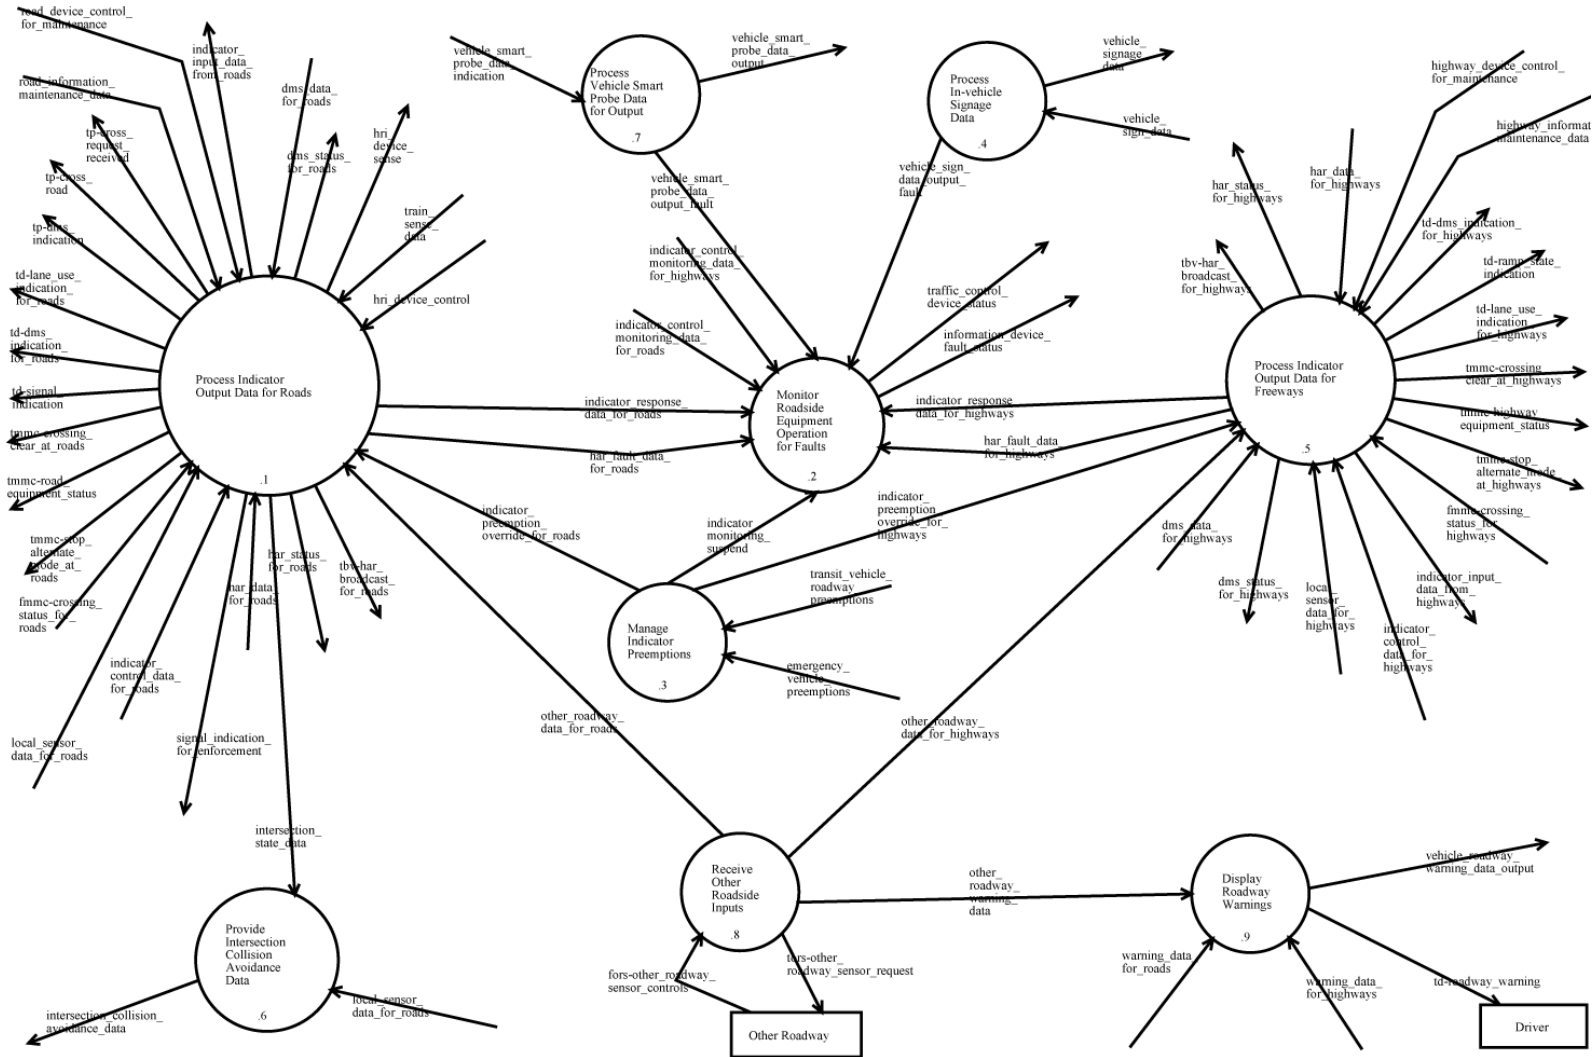 road_device_control_
for_maintenance
road_information_
maintenance_data
indicator_
input_data_
from_roads
dms_data_
for_roads
tp-cross_
request_
received
dms_status_
for_roads
hri_
device_
sense
tp-cross_
road
train_
sense_
data
tp-dms_
indication
hri_device_control
td-lane_use_
indication_
for_roads
td-dms_
indication_
for_roads
td-signal_
indication
tmmc-crossing_
clear_at_roads
tmmc-road_
equipment_status
tmmc-stop_
alternate_
mode_at_
roads
fmmc-crossing_
status_for_
roads
Process Indicator
Output Data for Roads
.1
vehicle_smart_
probe_data_
indication
Process
Vehicle Smart
Probe Data
for Output
.7
vehicle_smart_
probe_data_
output
vehicle_smart_
probe_data_
output_fault
Process
In-vehicle
Signage
Data
.4
vehicle_
signage_
data
vehicle_
sign_data
vehicle_sign_
data_output_
fault
indicator_control_
monitoring_data_
for_highways
indicator_control_
monitoring_data_
for_roads
traffic_control_
device_status
information_device_
fault_status
Monitor
Roadside
Equipment
Operation
for Faults
.2
indicator_response_
data_for_roads
har_fault_data_
for_roads
indicator_response_
data_for_highways
har_fault_data_
for_highways
highway_device_control_
for_maintenance
highway_informat
maintenance_data
har_status_
for_highways
har_data_
for_highways
tbv-har_
broadcast_
for_highways
td-dms_indication_
for_highways
td-ramp_state_
indication
td-lane_use_
indication_
for_highways
tmmc-crossing_
clear_at_highways
tmmc-highway_
equipment_status
tmmc-stop_
alternate_mode_
at_highways
fmmc-crossing_
status_for_
highways
Process Indicator
Output Data for
Freeways
.5
indicator_
preemption_
override_for_roads
indicator_
monitoring_
suspend
indicator_
preemption_
override_for_
highways
dms_data_
for_highways
dms_status_
for_highways
local_
sensor_
data_for_
highways
indicator_
control_
data_for_
highways
indicator_input_
data_from_
highways
har_status_
for_roads
har_data_
for_roads
tbv-har_
broadcast_
for_roads
Manage
Indicator
Preemptions
.3
transit_vehicle_
roadway_
preemptions
emergency_
vehicle_
preemptions
indicator_
control_data_
for_roads
local_sensor_
data_for_roads
signal_indication_
for_enforcement
other_roadway_
data_for_roads
other_roadway_
data_for_highways
intersection_
state_data
Provide
Intersection
Collision
Avoidance
Data
.6
intersection_collision_
avoidance_data
local_sensor_
data_for_roads
Receive
Other
Roadside
Inputs
.8
other_
roadway_
warning_
data
fors-other_roadway_
sensor_controls
tors-other_
roadway_sensor_request
Other Roadway
Display
Roadway
Warnings
.9
vehicle_roadway_
warning_data_output
warning_data_
for_roads
warning_data_
for_highways
td-roadway_warning
Driver